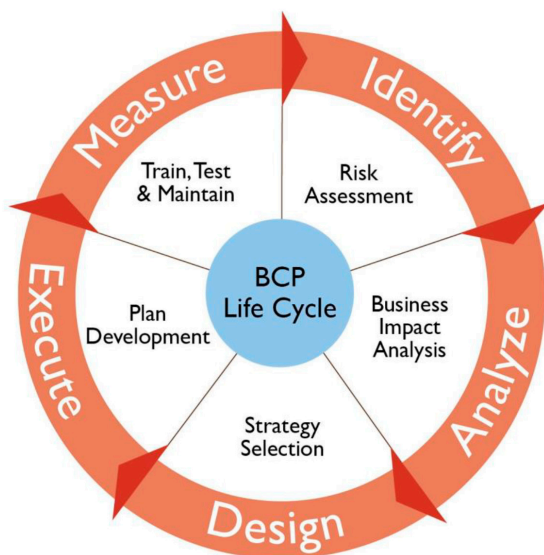 Measure
Identify
Train, Test
& Maintain
Risk
Assessment
BCP
Life Cycle
Execute
Plan
Development
Business
Impact
Analysis
Analyze
Strategy
Selection
Design